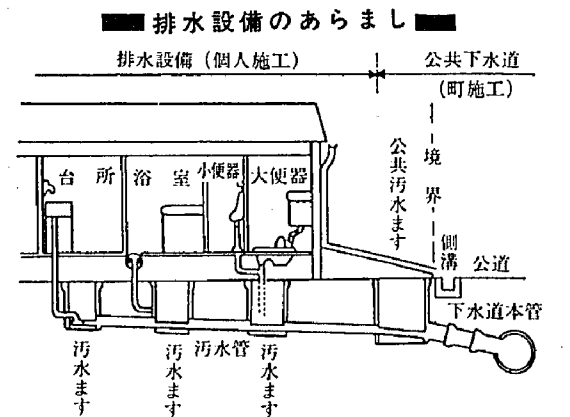 排水設備のあらまし
排水設備(個人施工)
公共下水道
(町施工)
台所
浴室
小便器
大便器
公共汚水ます
境界
側溝
公道
下水道本管
汚水ます
汚水ます
汚水管
汚水ます